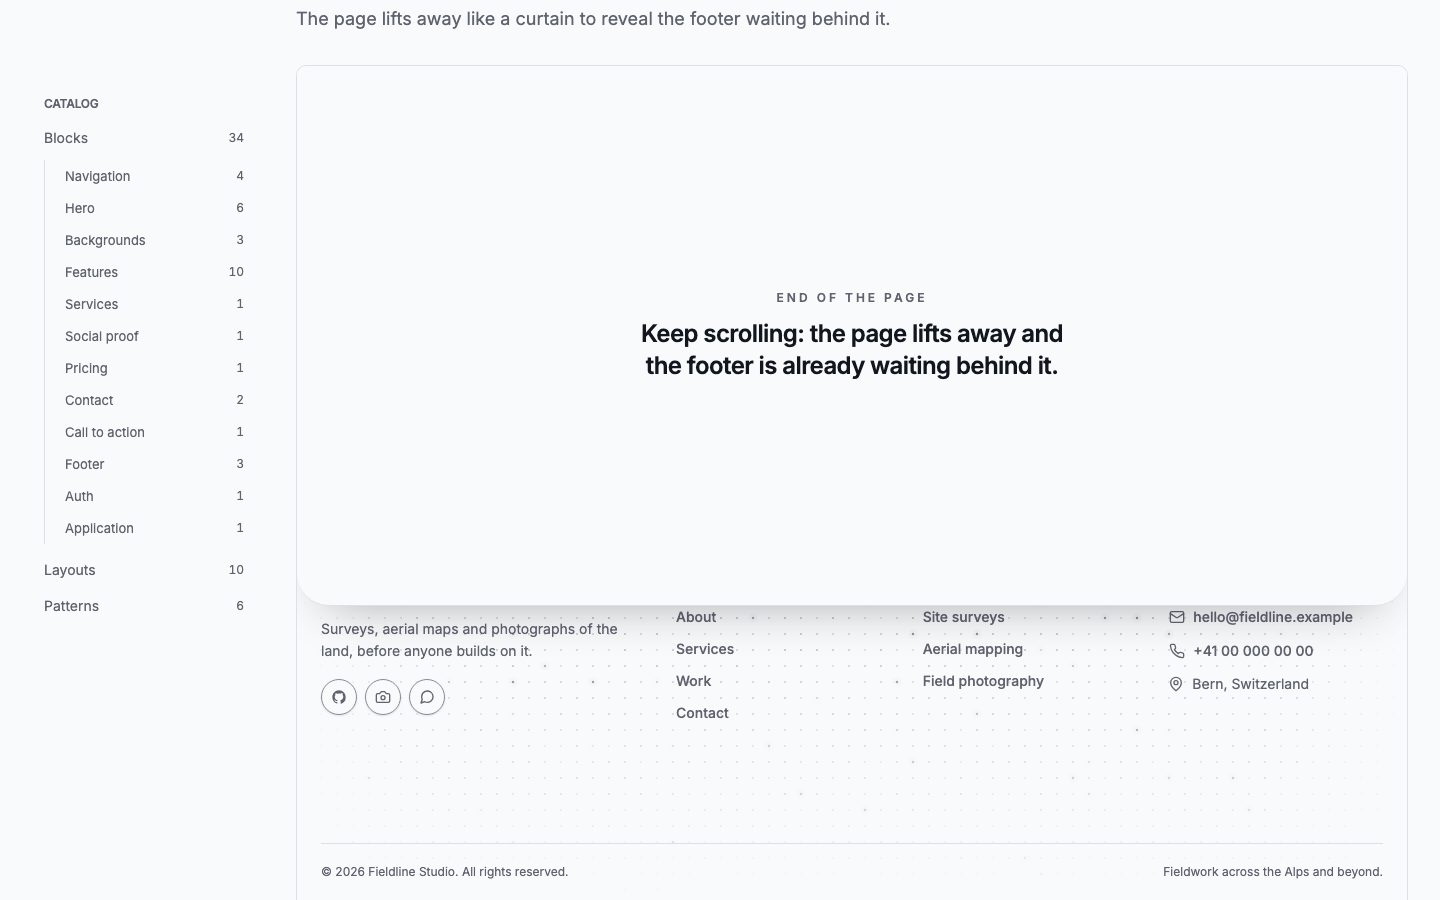 The page lifts away like a curtain to reveal the footer waiting behind it.
CATALOG
Blocks 34
Navigation 4
Hero 6
Backgrounds 3
Features 10
Services 1
Social proof 1
Pricing 1
Contact 2
Call to action 1
Footer 3
Auth 1
Application 1
Layouts 10
Patterns 6
END OF THE PAGE
Keep scrolling: the page lifts away and
the footer is already waiting behind it.
Surveys, aerial maps and photographs of the
land, before anyone builds on it.
About
Services
Work
Contact
Site surveys
Aerial mapping
Field photography
hello@fieldline.example
+41 00 000 00 00
Bern, Switzerland
© 2026 Fieldline Studio. All rights reserved.
Fieldwork across the Alps and beyond.